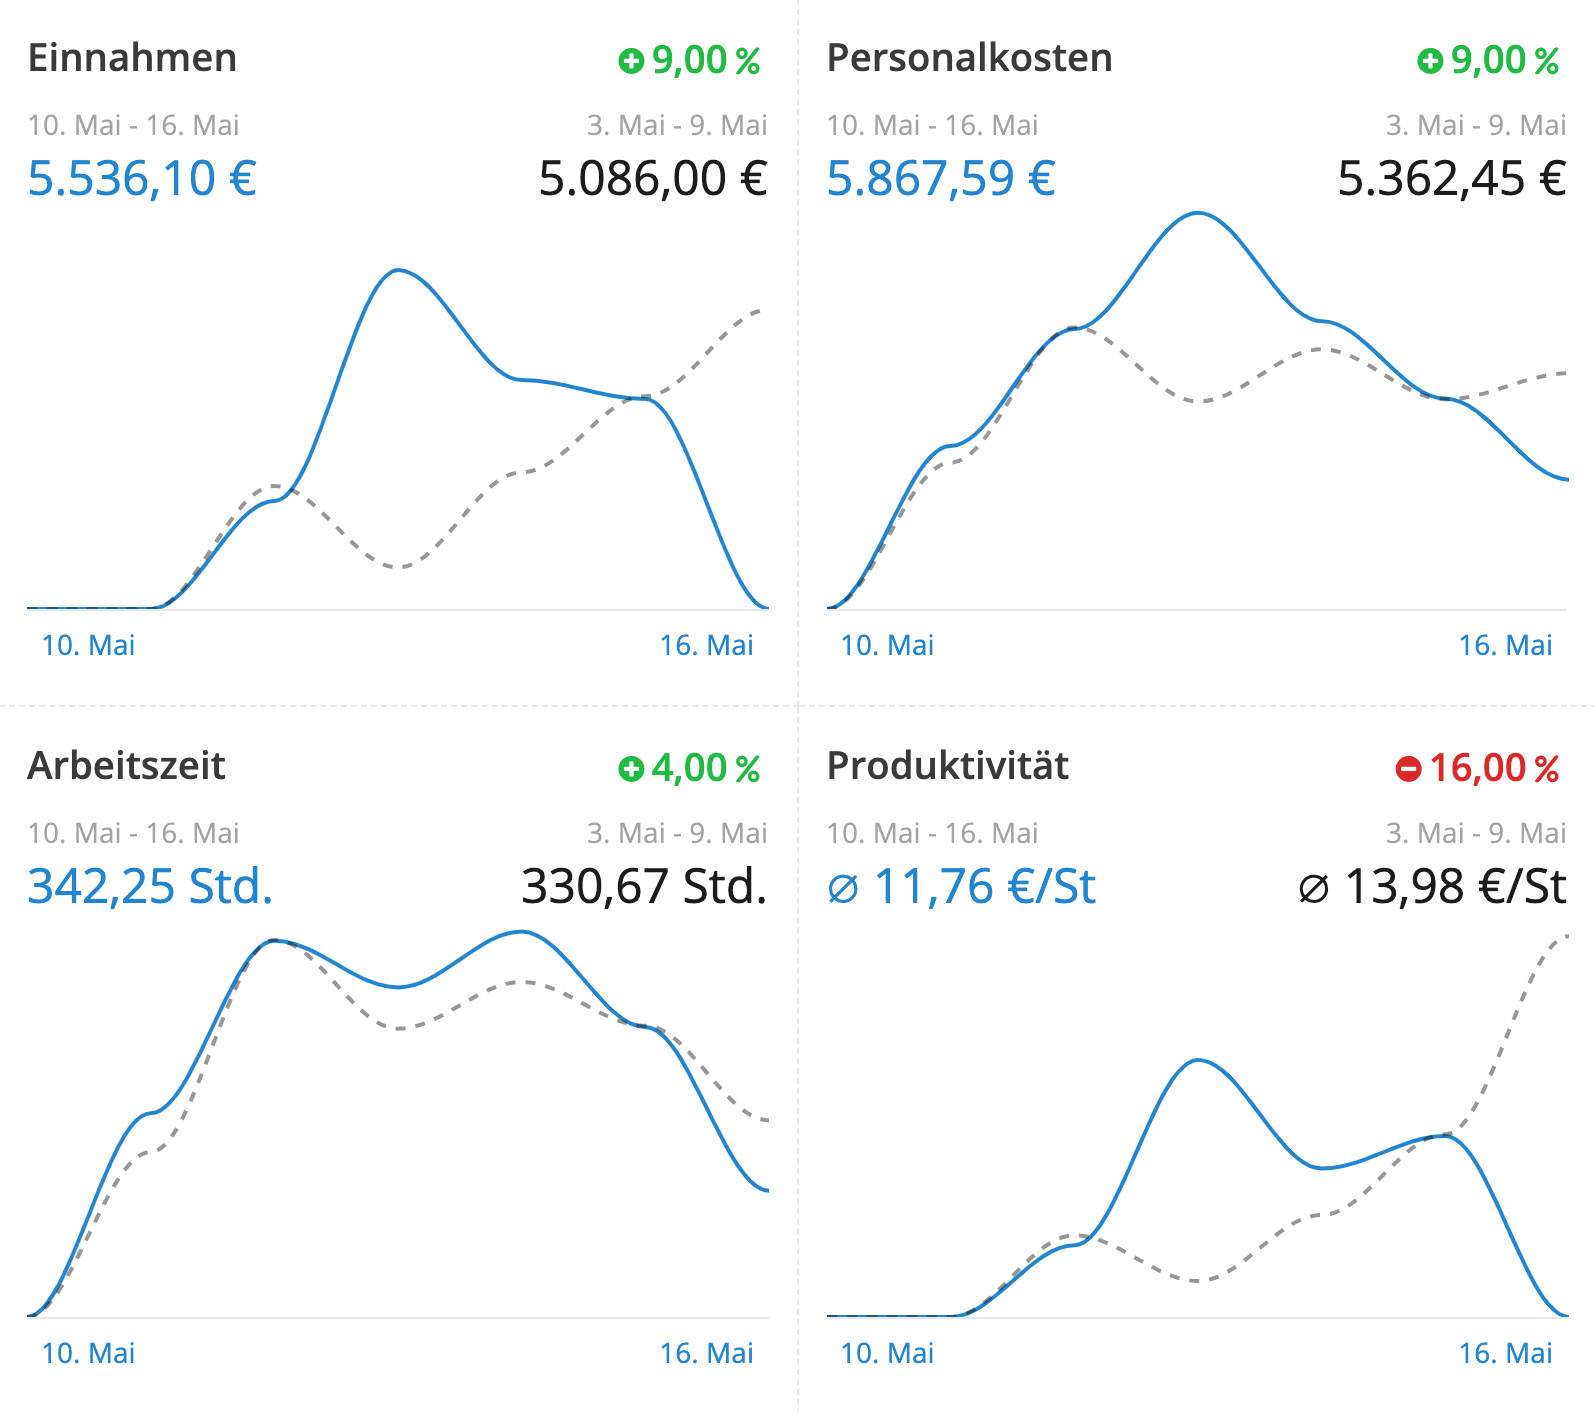 Einnahmen
9,00 %
10. Mai - 16. Mai
3. Mai - 9. Mai
5.536,10 €
5.086,00 €
10. Mai
16. Mai
Personalkosten
9,00 %
10. Mai - 16. Mai
3. Mai - 9. Mai
5.867,59 €
5.362,45 €
10. Mai
16. Mai
Arbeitszeit
4,00 %
10. Mai - 16. Mai
3. Mai - 9. Mai
342,25 Std.
330,67 Std.
10. Mai
16. Mai
Produktivität
16,00 %
10. Mai - 16. Mai
3. Mai - 9. Mai
∅ 11,76 €/St
∅ 13,98 €/St
10. Mai
16. Mai